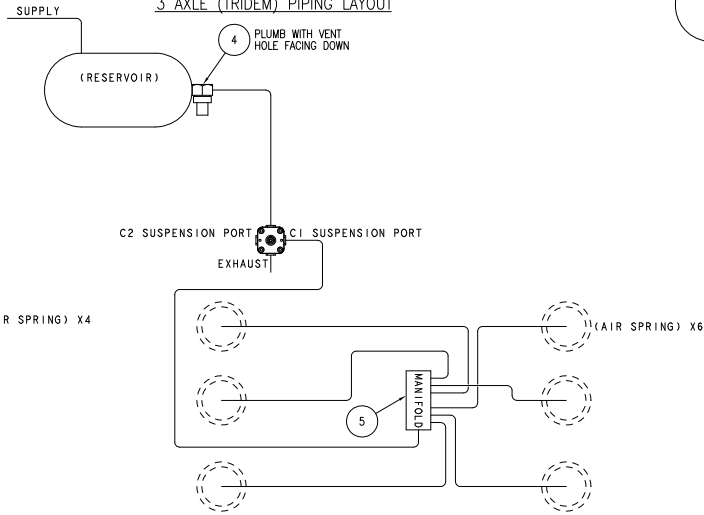 3 AXLE (TRIDEM) PIPING LAYOUT
SUPPLY
4
PLUMB WITH VENT
HOLE FACING DOWN
(RESERVOIR)
C2 SUSPENSION PORT
C1 SUSPENSION PORT
EXHAUST
R SPRING) X4
(AIR SPRING) X6
MANIFOLD
5